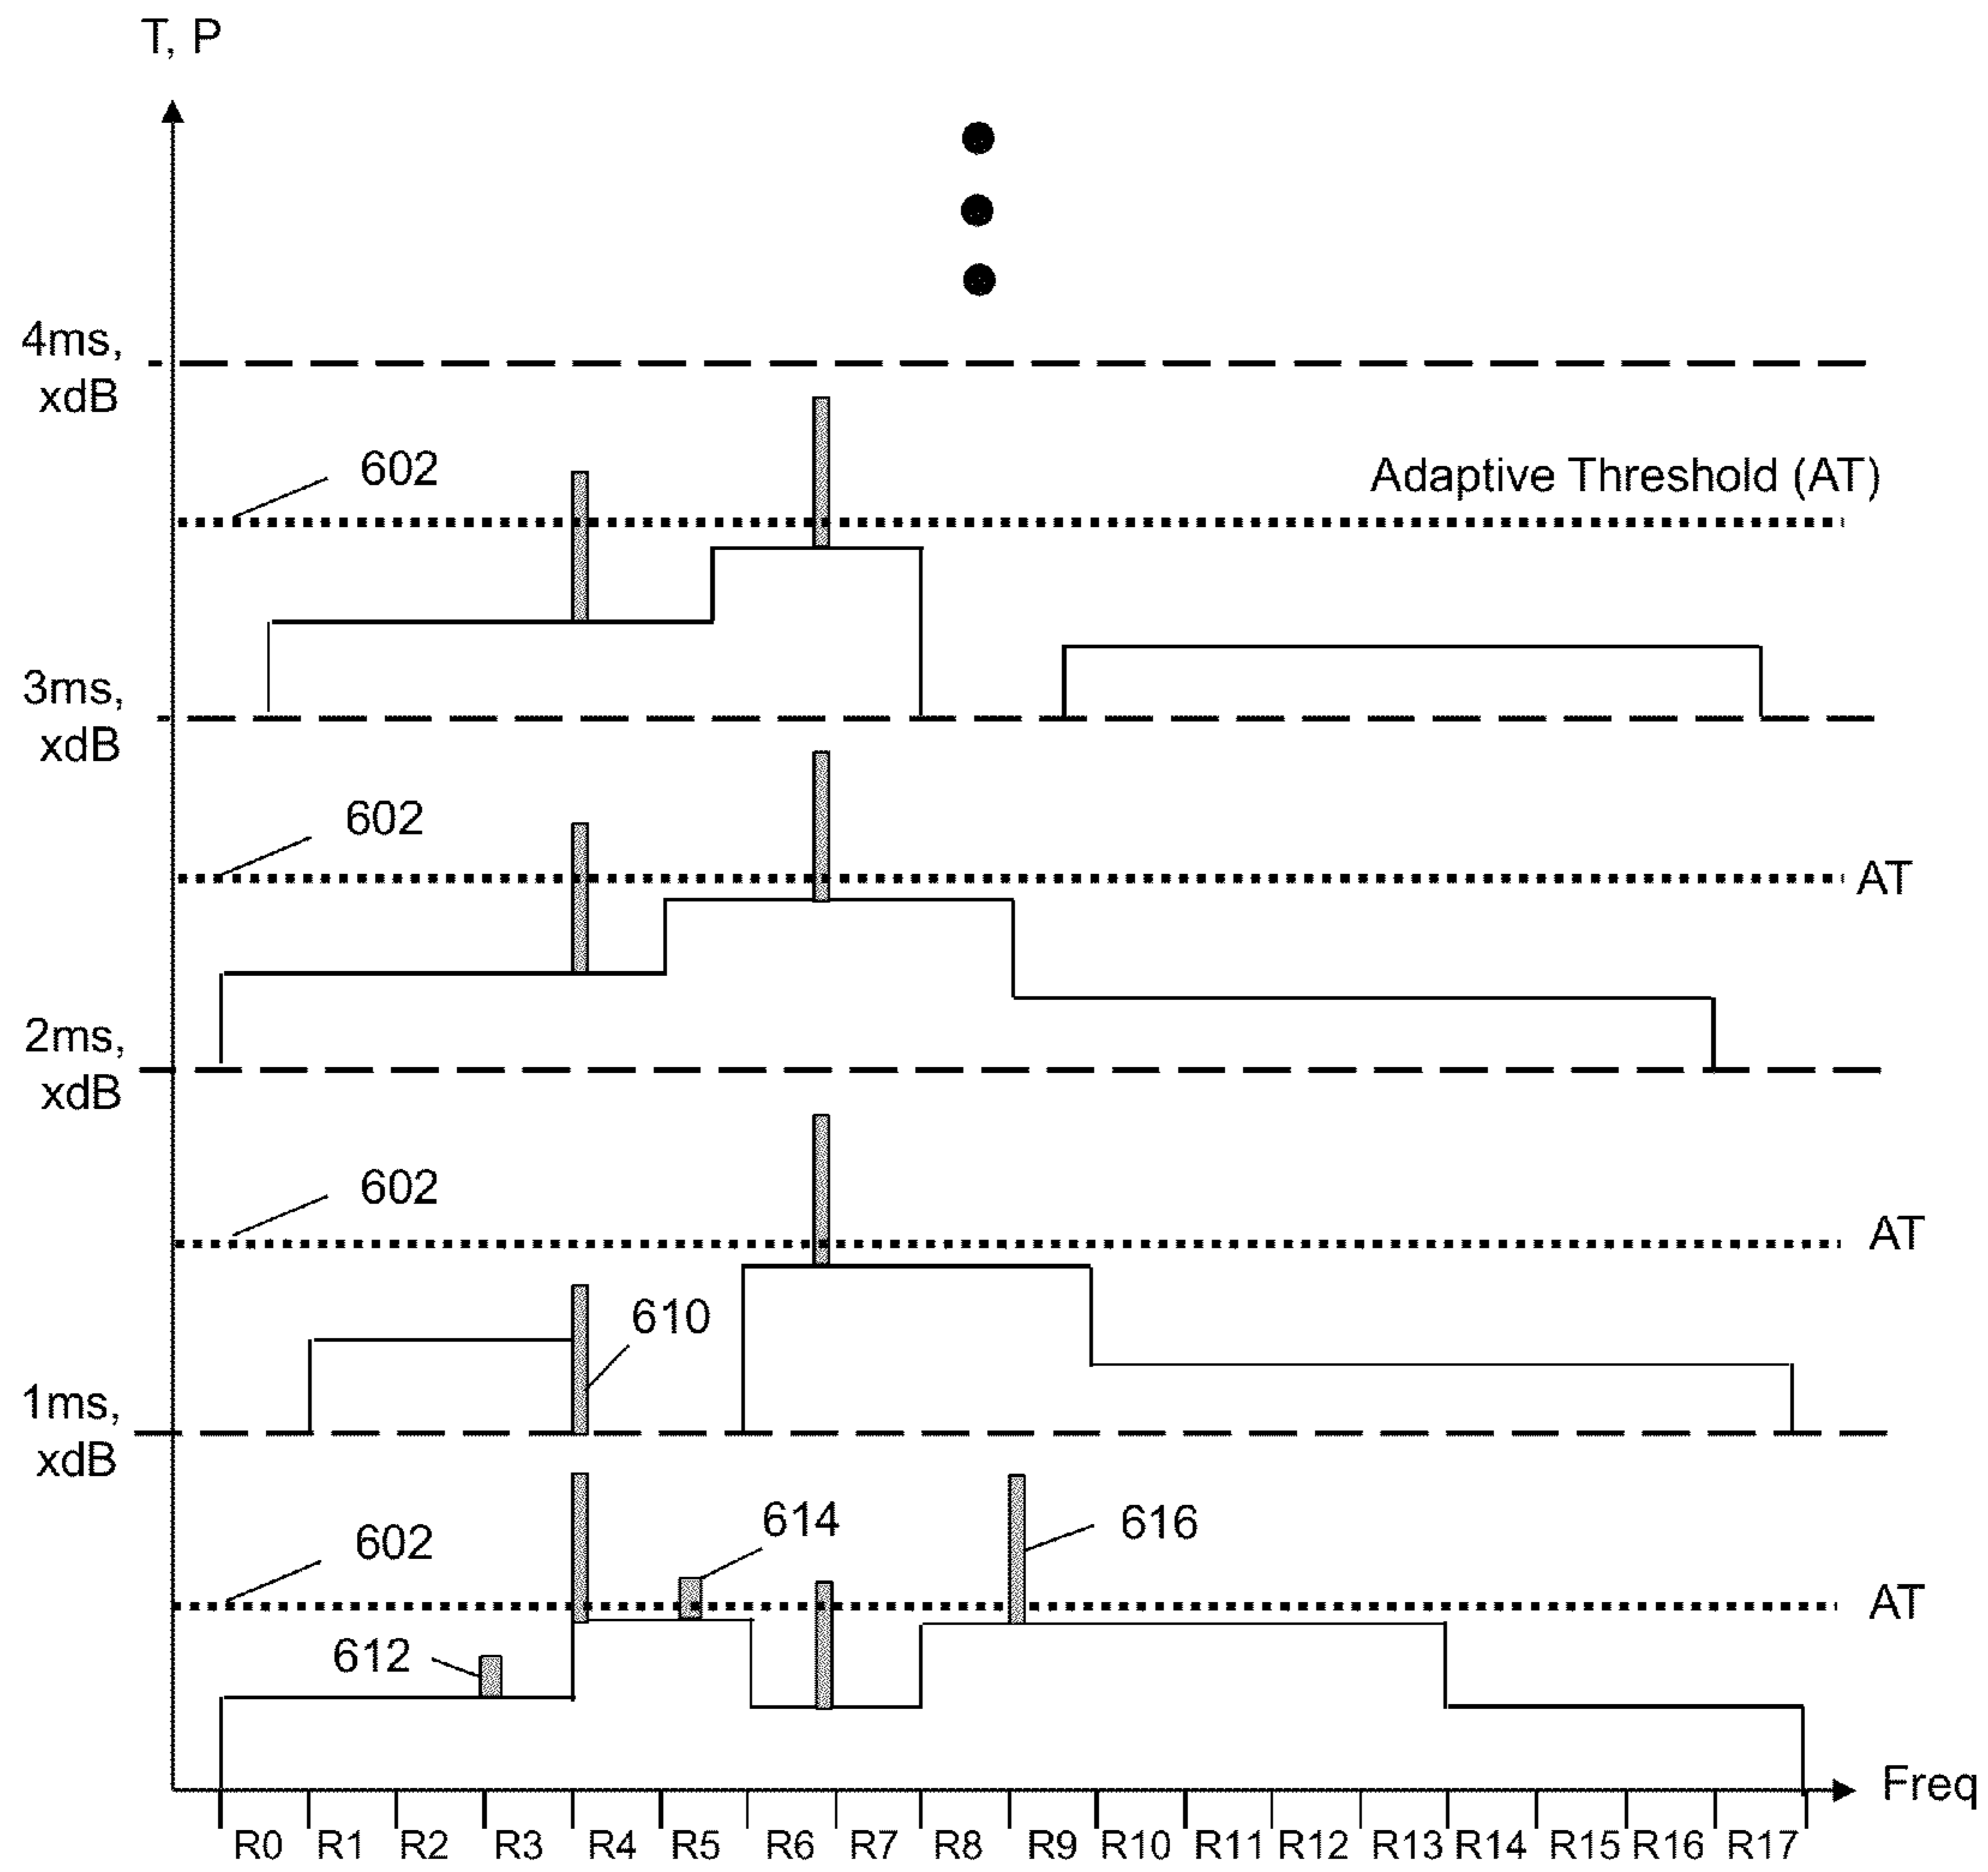 T, P
4ms,
xdB
602
Adaptive Threshold (AT)
3ms,
xdB
602
AT
2ms,
xdB
602
AT
610
1ms,
xdB
602
614
616
AT
612
Freq
R0 R1 R2 R3 R4 R5 R6 R7 R8 R9 R10 R11 R12 R13 R14 R15 R16 R17